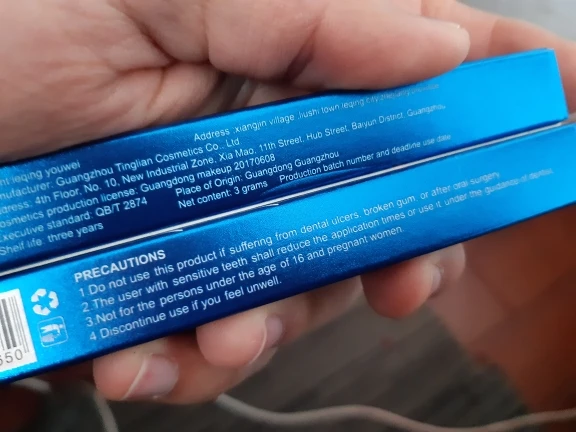 Address :xiangjin village .liushi town.leqing city.zhejiang
leqing youwei
nufacturer: Guangzhou Tinglian Cosmetics Co., Ltd
dress: 4th Floor, No. 10, New Industrial Zone, Xia Mao, 11th Street, Hub Street, Baiyun District, Guangzhou
osmetics production license: Guangdong makeup 20170608
Executive standard: QB/T 2874
Place of Origin: Guangdong Guangzhou
Shelf life three years
Net content: 3 grams
Production batch number and deadline use date
PRECAUTIONS
1 Do not use this product if suffering from dental ulcers, broken gum, or after oral surgery
2.The user with sensitive teeth shall reduce the application times or use it under the guidance of dentist
3.Not for the persons under the age of 16 and pregnant women.
4 Discontinue use if you feel unwell.
550